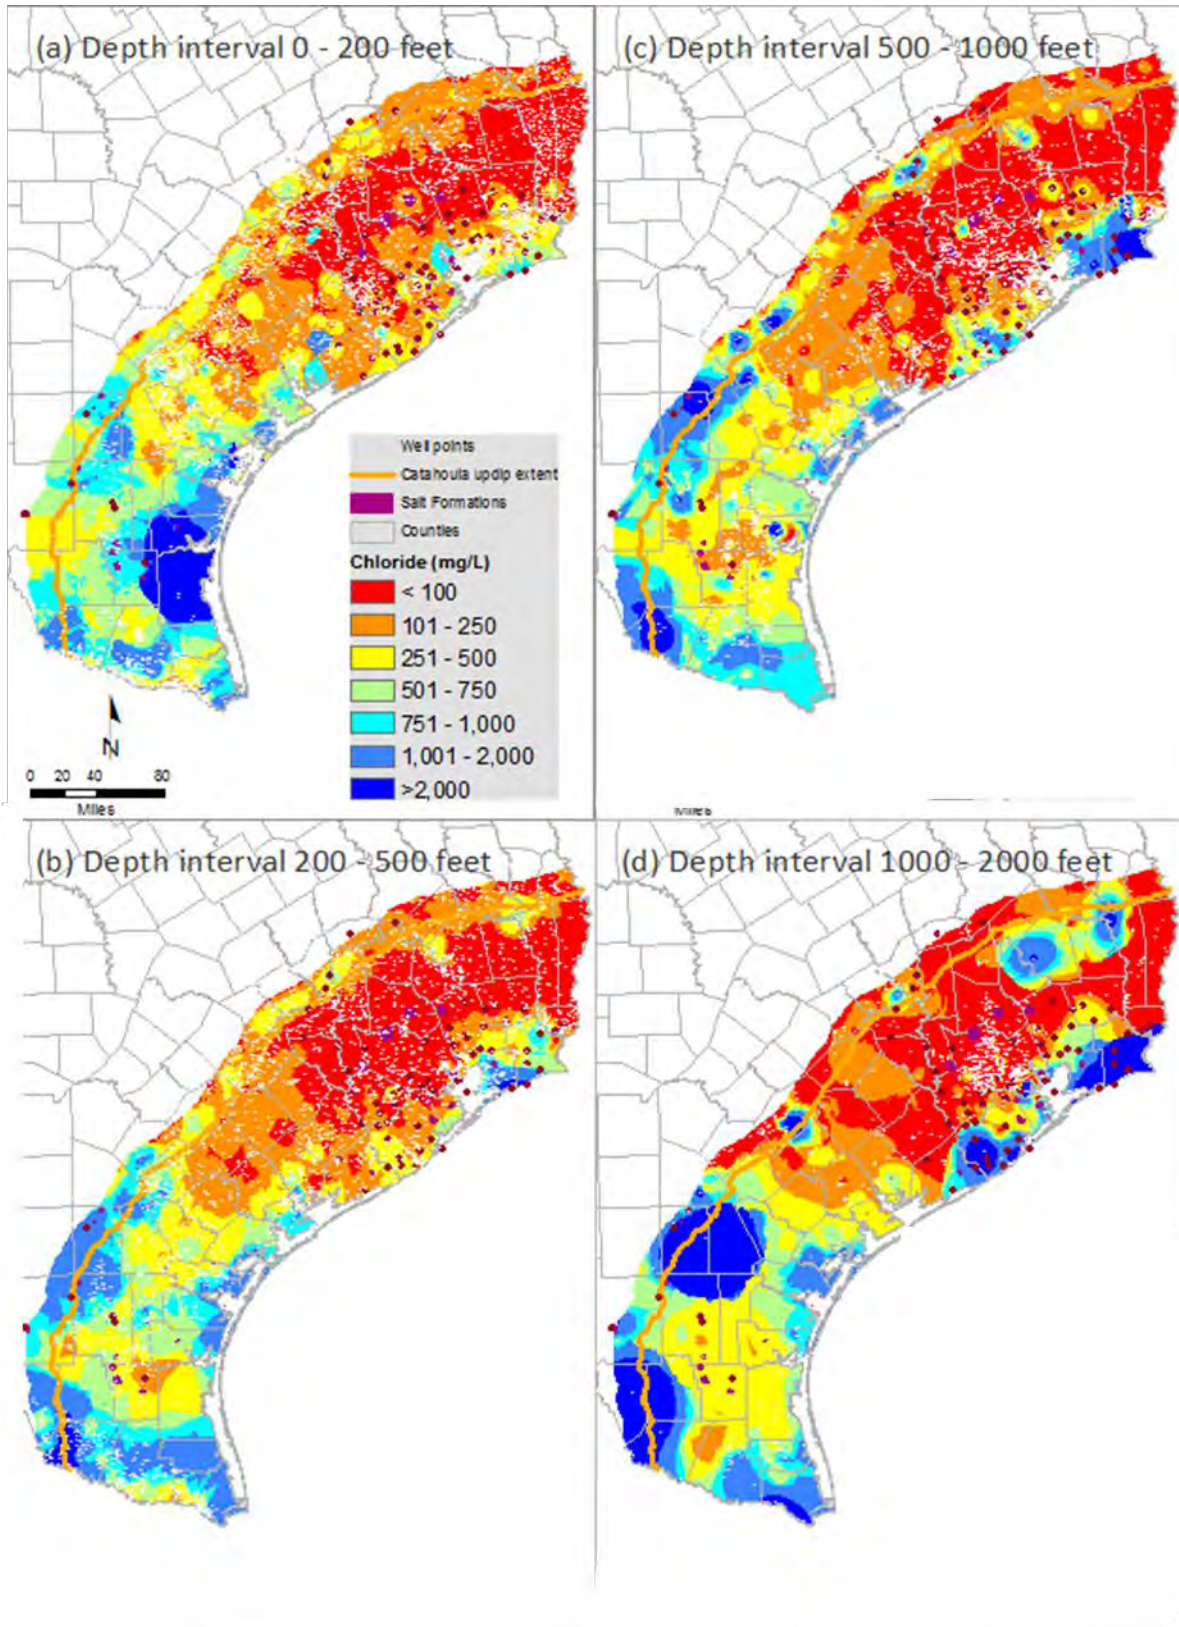 (a) Depth interval 0 - 200 feet
(c) Depth interval 500 - 1000 feet
Well points
Catahoula updip extent
Salt Formations
Counties
Chloride (mg/L)
< 100
101 - 250
251 - 500
501 - 750
751 - 1,000
1,001 - 2,000
>2,000
N
0 20 40 80
Miles
Miles
(b) Depth interval 200 - 500 feet
(d) Depth interval 1000 - 2000 feet